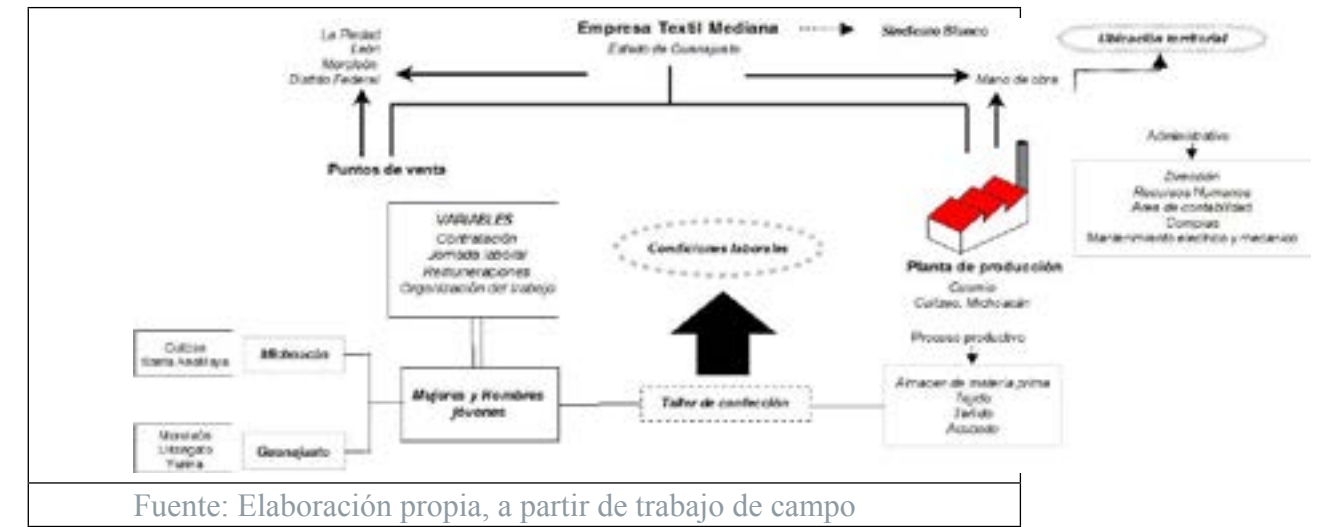 Empresa Textil Mediana
Estado de Guanajuato
Sindicato Blanco
Ubicación territorial
La Piedad
León
Moroleón
Distrito Federal
Mano de obra
Puntos de venta
Administrativo
Dirección
Recursos Humanos
Área de contabilidad
Compras
Mantenimiento eléctrico y mecánico
VARIABLES
Contratación
Jornada laboral
Remuneraciones
Organización del trabajo
Condiciones laborales
Planta de producción
Cuitzeo, Michoacán
Proceso productivo
Almacen de materia prima
Tejido
Teñido
Acabado
Cuitzeo
Michoacán
Mujeres y Hombres
jóvenes
Taller de confección
Moroleón
Uriangato
Yuriria
Guanajuato
Fuente: Elaboración propia, a partir de trabajo de campo